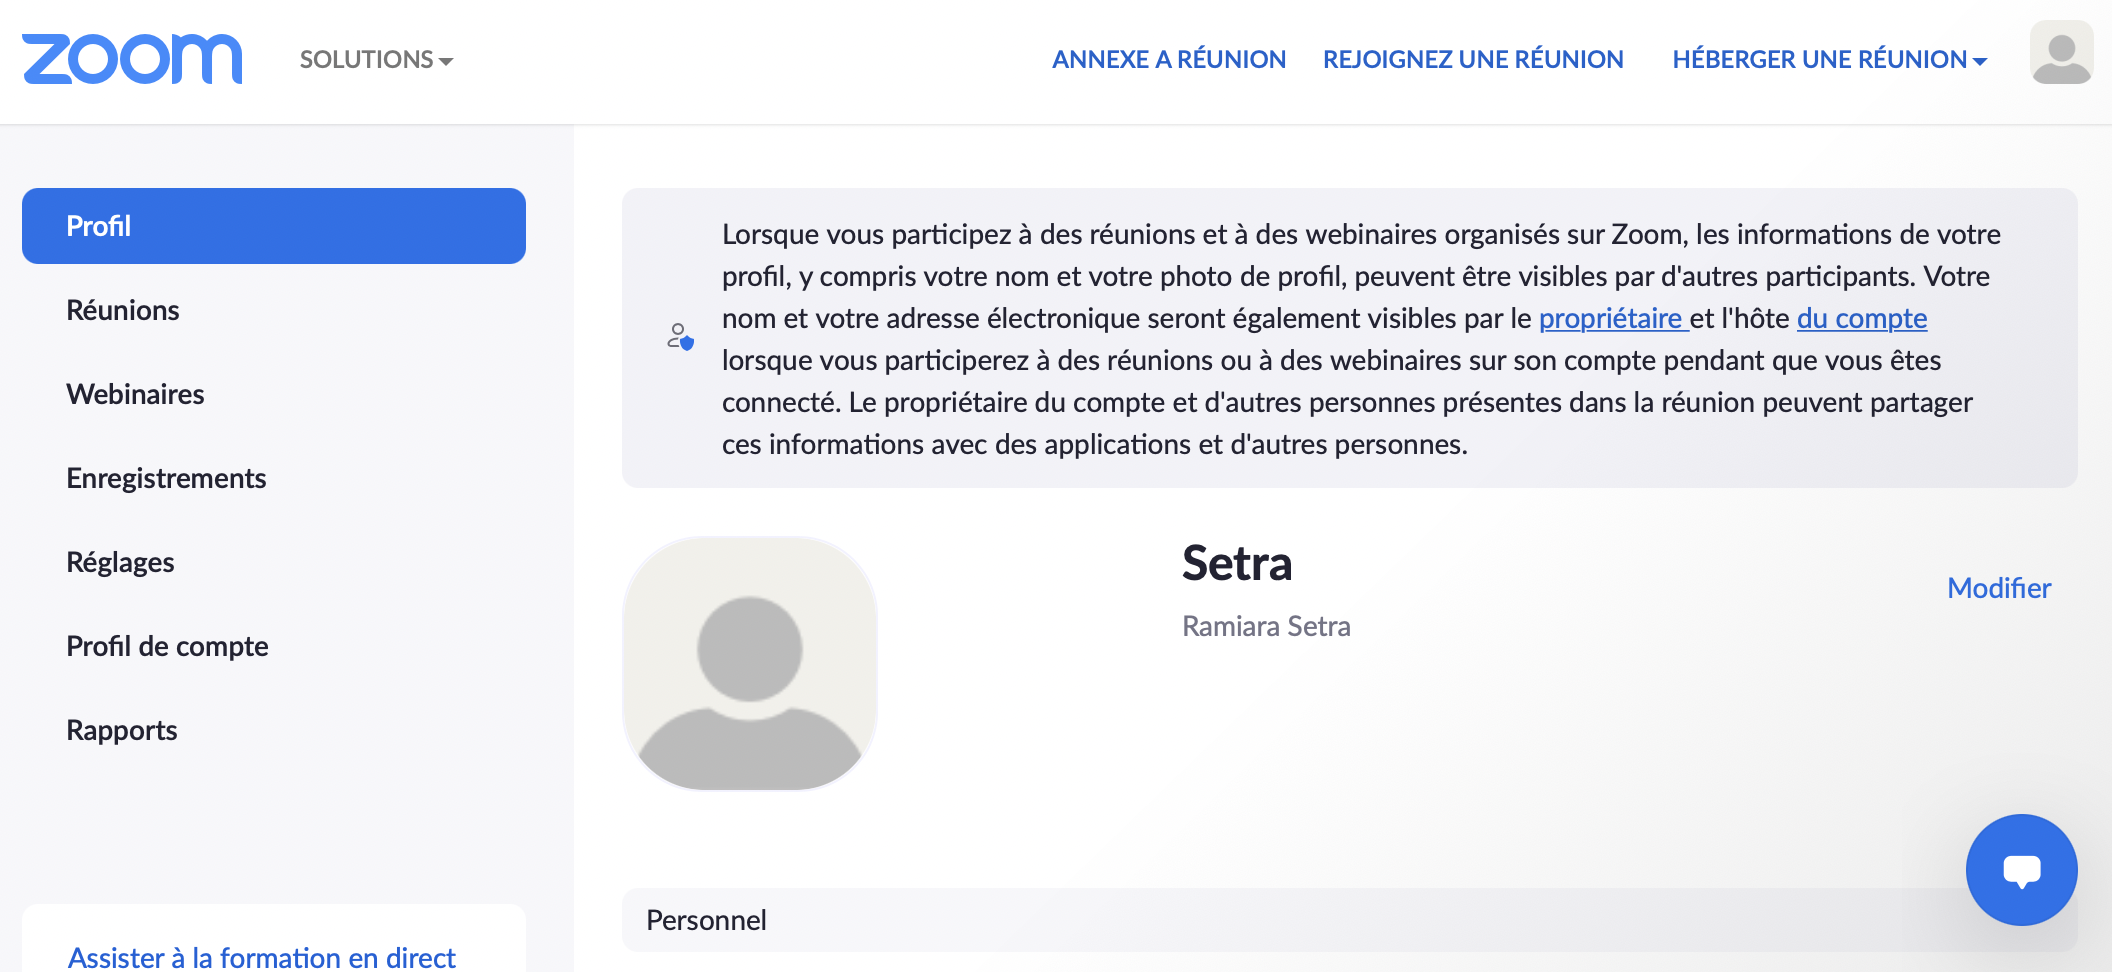 zoom
SOLUTIONS
ANNEXE A RÉUNION
REJOIGNEZ UNE RÉUNION
HÉBERGER UNE RÉUNION
Profil
Réunions
Webinaires
Enregistrements
Réglages
Profil de compte
Rapports
Assister à la formation en direct
Lorsque vous participez à des réunions et à des webinaires organisés sur Zoom, les informations de votre
profil, y compris votre nom et votre photo de profil, peuvent être visibles par d'autres participants. Votre
nom et votre adresse électronique seront également visibles par le propriétaire et l'hôte du compte
lorsque vous participerez à des réunions ou à des webinaires sur son compte pendant que vous êtes
connecté. Le propriétaire du compte et d'autres personnes présentes dans la réunion peuvent partager
ces informations avec des applications et d'autres personnes.
Setra
Ramiara Setra
Modifier
Personnel